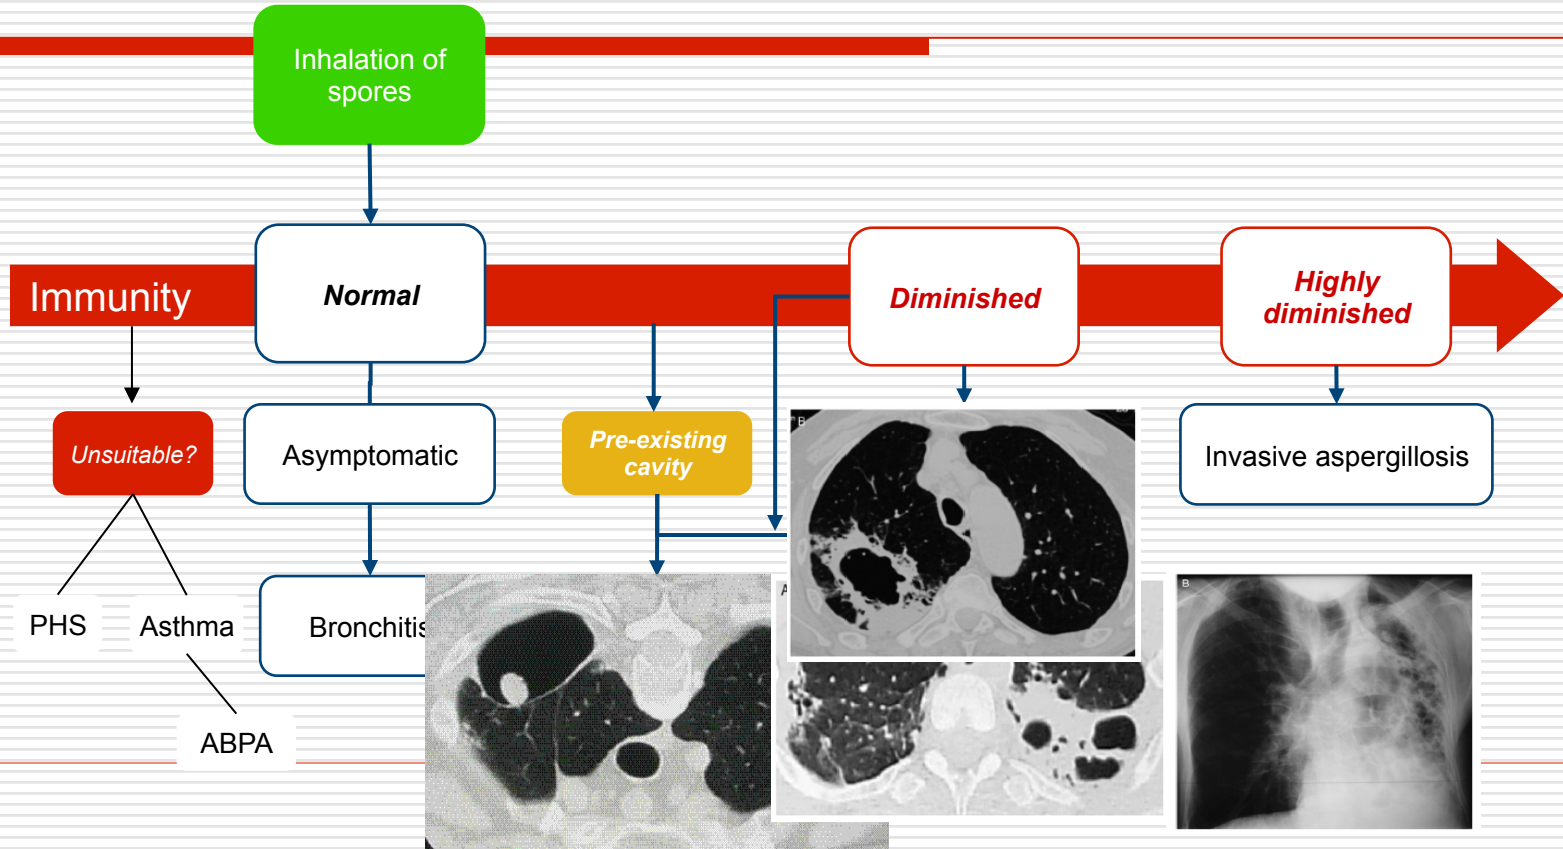 Inhalation of
spores
Immunity
Normal
Diminished
Highly
diminished
Unsuitable?
Asymptomatic
Pre-existing
cavity
B
Invasive aspergillosis
PHS
Asthma
Bronchitis
A
B
ABPA